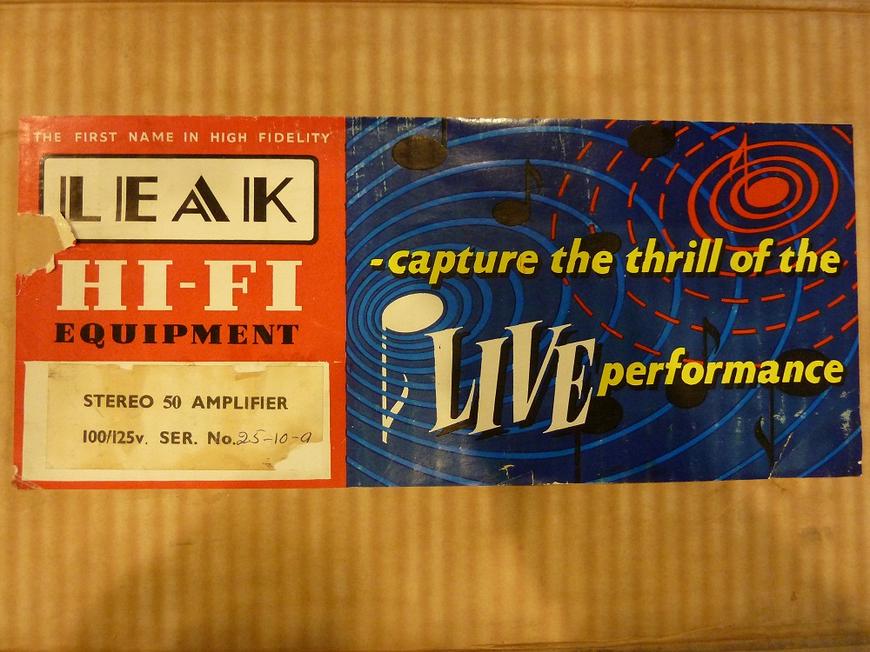 THE FIRST NAME IN HIGH FIDELITY
LEAK
HI-FI
EQUIPMENT
STEREO 50 AMPLIFIER
100/125v. SER. No. 25-10-9
-capture the thrill of the
LIVE performance